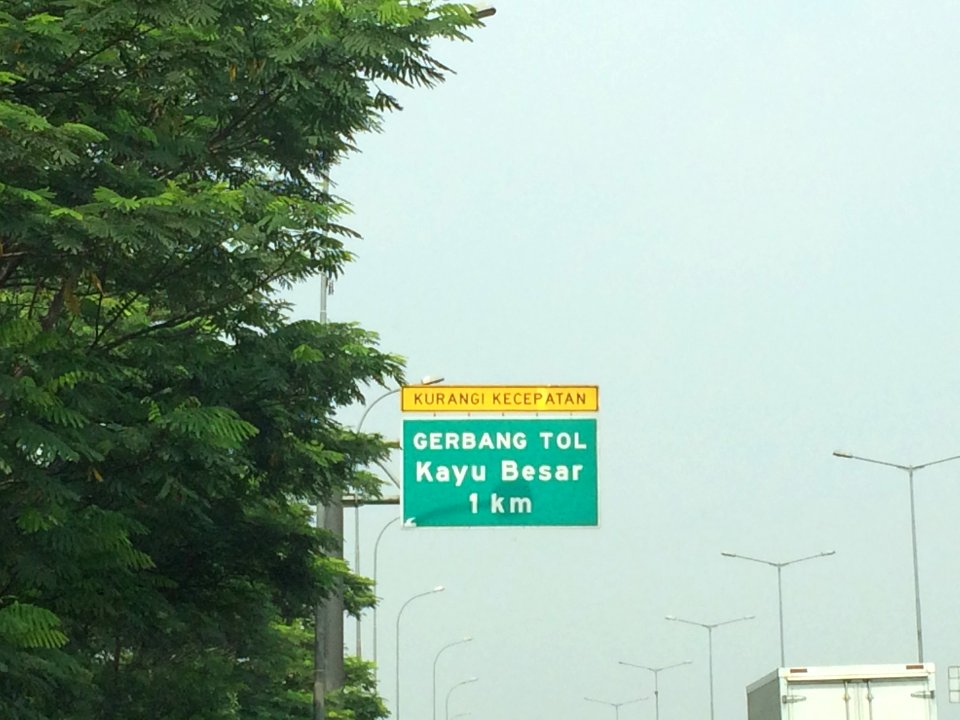 KURANGI KECEPATAN
GERBANG TOL
Kayu Besar
1 km